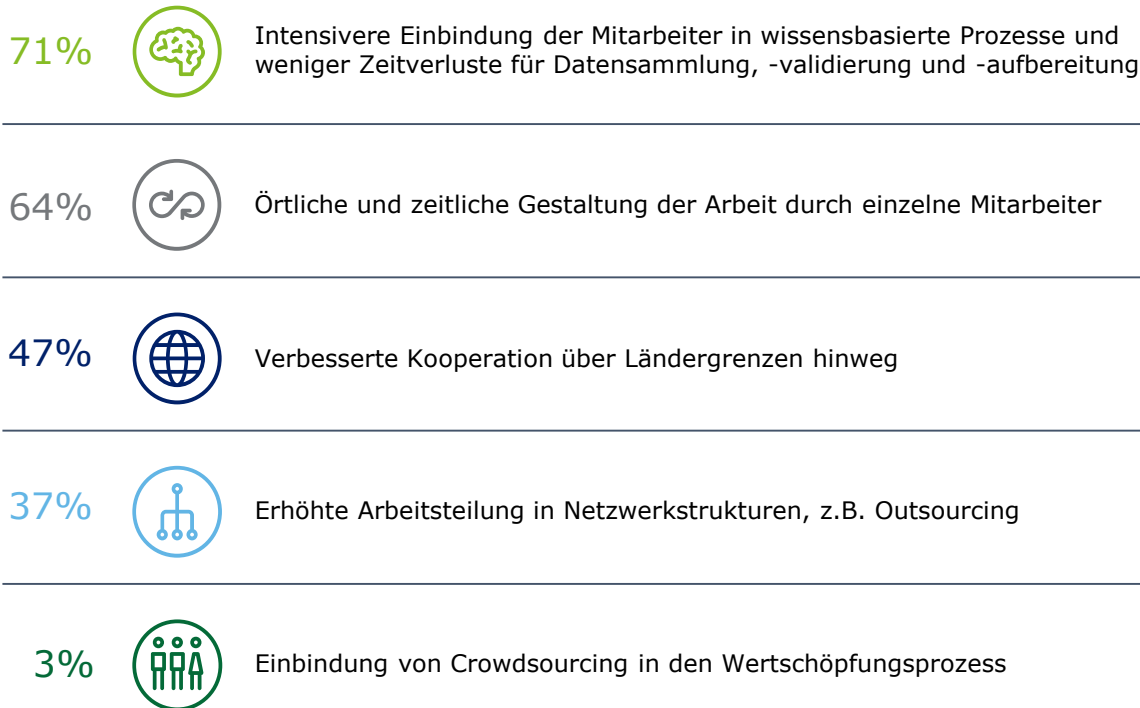 71%
Intensivere Einbindung der Mitarbeiter in wissensbasierte Prozesse und
weniger Zeitverluste für Datensammlung, -validierung und -aufbereitung
64%
Örtliche und zeitliche Gestaltung der Arbeit durch einzelne Mitarbeiter
47%
Verbesserte Kooperation über Ländergrenzen hinweg
37%
Erhöhte Arbeitsteilung in Netzwerkstrukturen, z.B. Outsourcing
3%
Einbindung von Crowdsourcing in den Wertschöpfungsprozess